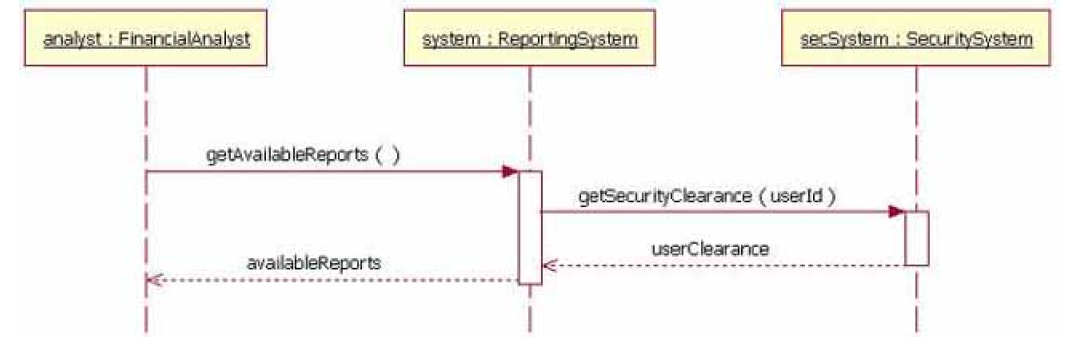 analyst : FinancialAnalyst
system : ReportingSystem
secSystem : SecuritySystem
getAvailableReports ( )
getSecurityClearance ( userId )
userClearance
availableReports